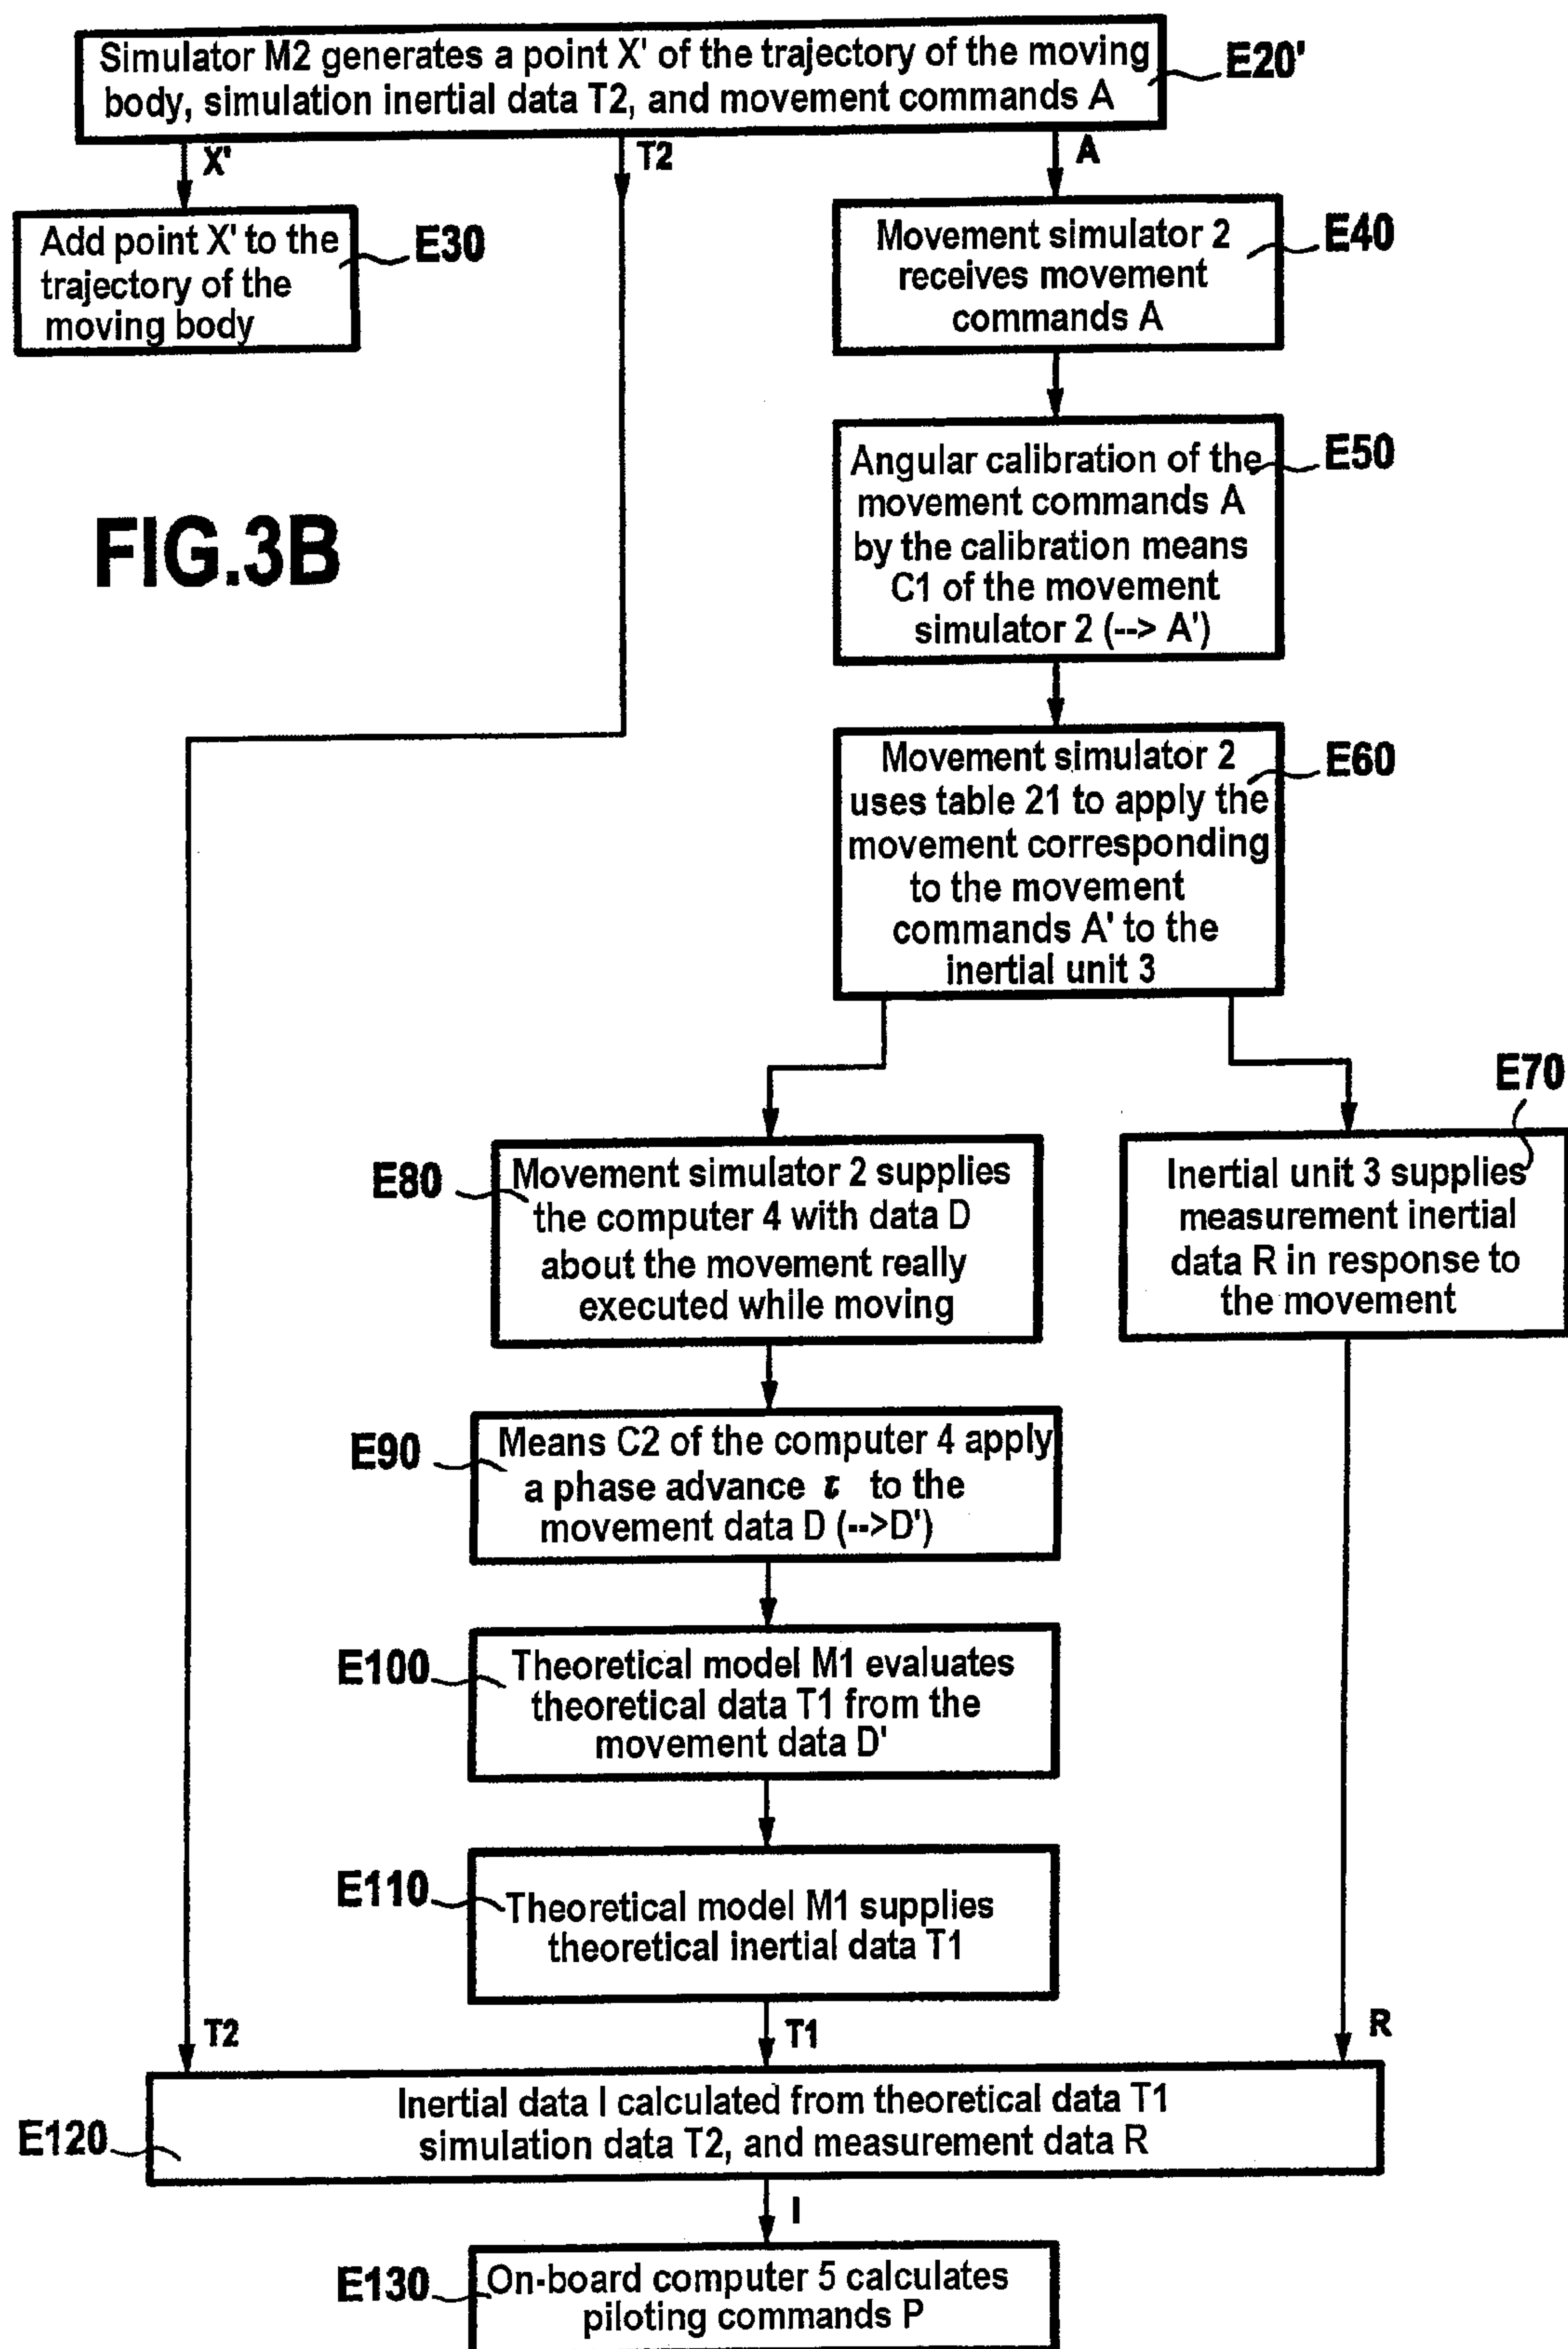 Simulator M2 generates a point X' of the trajectory of the moving
body, simulation inertial data T2, and movement commands A
E20'
X'
T2
A
Add point X' to the
trajectory of the
moving body
E30
Movement simulator 2
receives movement
commands A
E40
FIG.3B
Angular calibration of the
movement commands A
by the calibration means
C1 of the movement
simulator 2 (--> A')
E50
Movement simulator 2
uses table 21 to apply the
movement corresponding
to the movement
commands A' to the
inertial unit 3
E60
E70
E80
Movement simulator 2 supplies
the computer 4 with data D
about the movement really
executed while moving
Inertial unit 3 supplies
measurement inertial
data R in response to
the movement
E90
Means C2 of the computer 4 apply
a phase advance τ to the
movement data D (-->D')
E100
Theoretical model M1 evaluates
theoretical data T1 from the
movement data D'
E110
Theoretical model M1 supplies
theoretical inertial data T1
T2
T1
R
E120
Inertial data I calculated from theoretical data T1
simulation data T2, and measurement data R
I
E130
On-board computer 5 calculates
piloting commands P